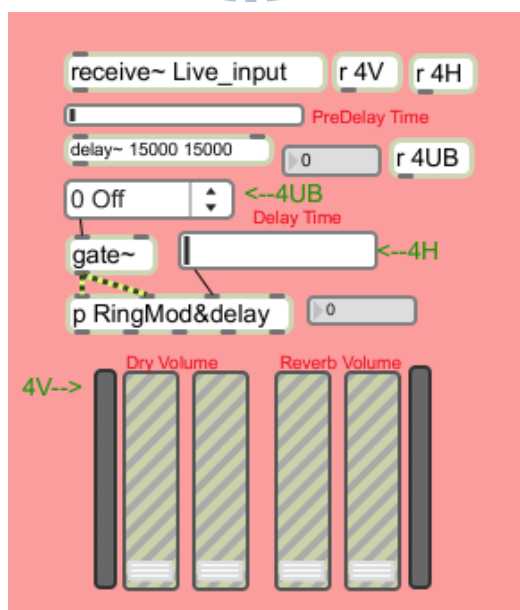 receive~ Live_input r 4V r 4H
PreDelay Time
delay~ 15000 15000 0 r 4UB
0 Off <--4UB
Delay Time
gate~ <--4H
p RingMod&delay 0
Dry Volume Reverb Volume
4V-->